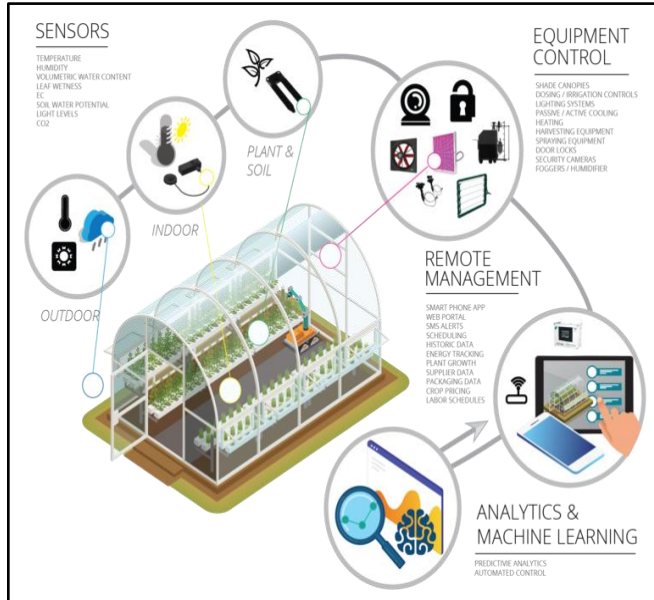 SENSORS
TEMPERATURE
HUMIDITY
VOLUMETRIC WATER CONTENT
LEAF WETNESS
EC
SOIL WATER POTENTIAL
LIGHT LEVELS
CO2
OUTDOOR
INDOOR
PLANT &
SOIL
EQUIPMENT
CONTROL
SHADE CANOPIES
DOSING / IRRIGATION CONTROLS
LIGHTING SYSTEMS
PASSIVE / ACTIVE COOLING
HEATING
HARVESTING EQUIPMENT
SPRAYING EQUIPMENT
DOOR LOCKS
SECURITY CAMERAS
FOGGERS / HUMIDIFIER
REMOTE
MANAGEMENT
SMART PHONE APP
WEB PORTAL
SMS ALERTS
SCHEDULING
HISTORIC DATA
ENERGY TRACKING
PLANT GROWTH
SUPPLIER DATA
PACKAGING DATA
CROP PRICING
LABOR SCHEDULES
ANALYTICS &
MACHINE LEARNING
PREDICTIVIE ANALYTICS
AUTOMATED CONTROL